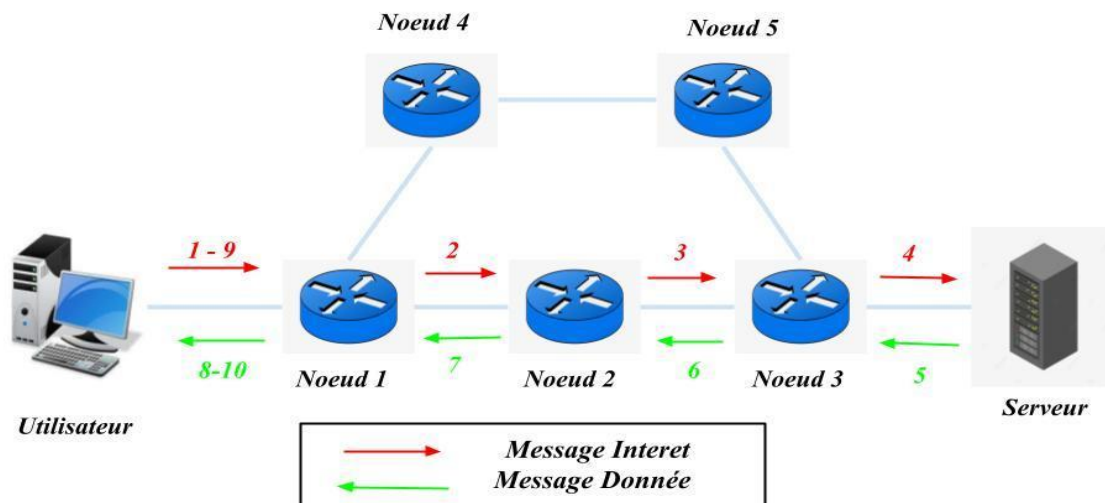 Noeud 4
Noeud 5
1 - 9
2
3
4
8-10
7
6
5
Noeud 1
Noeud 2
Noeud 3
Utilisateur
Serveur
Message Interet
Message Donnée